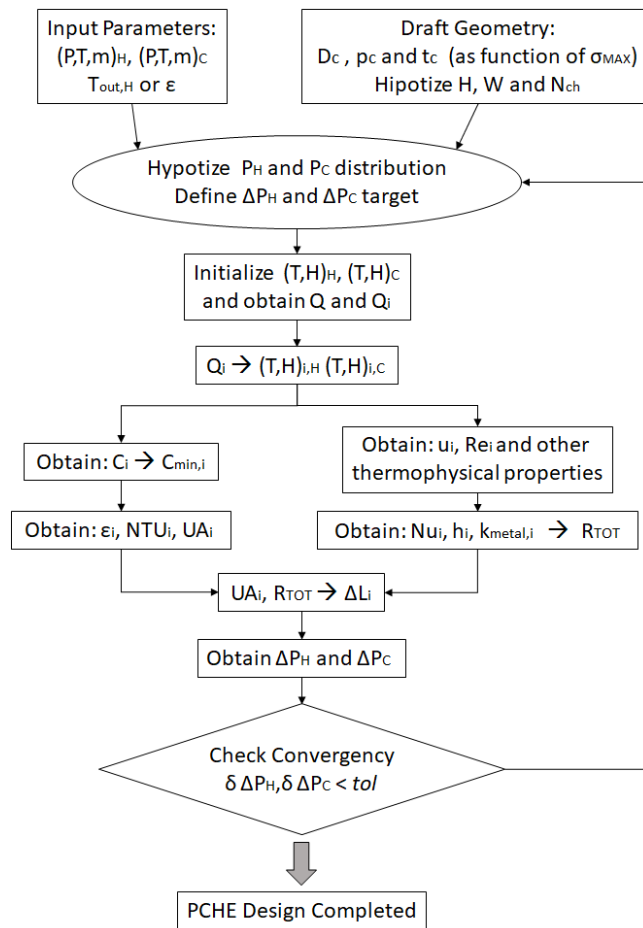 Input Parameters:
(P,T,m)H, (P,T,m)C
Tout,H or ε
Draft Geometry:
DC , pC and tC (as function of σMAX)
Hipotize H, W and Nch
Hypotize PH and PC distribution
Define ΔPH and ΔPC target
Initialize (T,H)H, (T,H)C
and obtain Q and Qi
Qi → (T,H)i,H (T,H)i,C
Obtain: Ci → Cmin,i
Obtain: ui, Rei and other
thermophysical properties
Obtain: εi, NTUi, UAi
Obtain: Nui, hi, kmetal,i → RTOT
UAi, RTOT → ΔLi
Obtain ΔPH and ΔPC
Check Convergency
δ ΔPH,δ ΔPC < tol
PCHE Design Completed